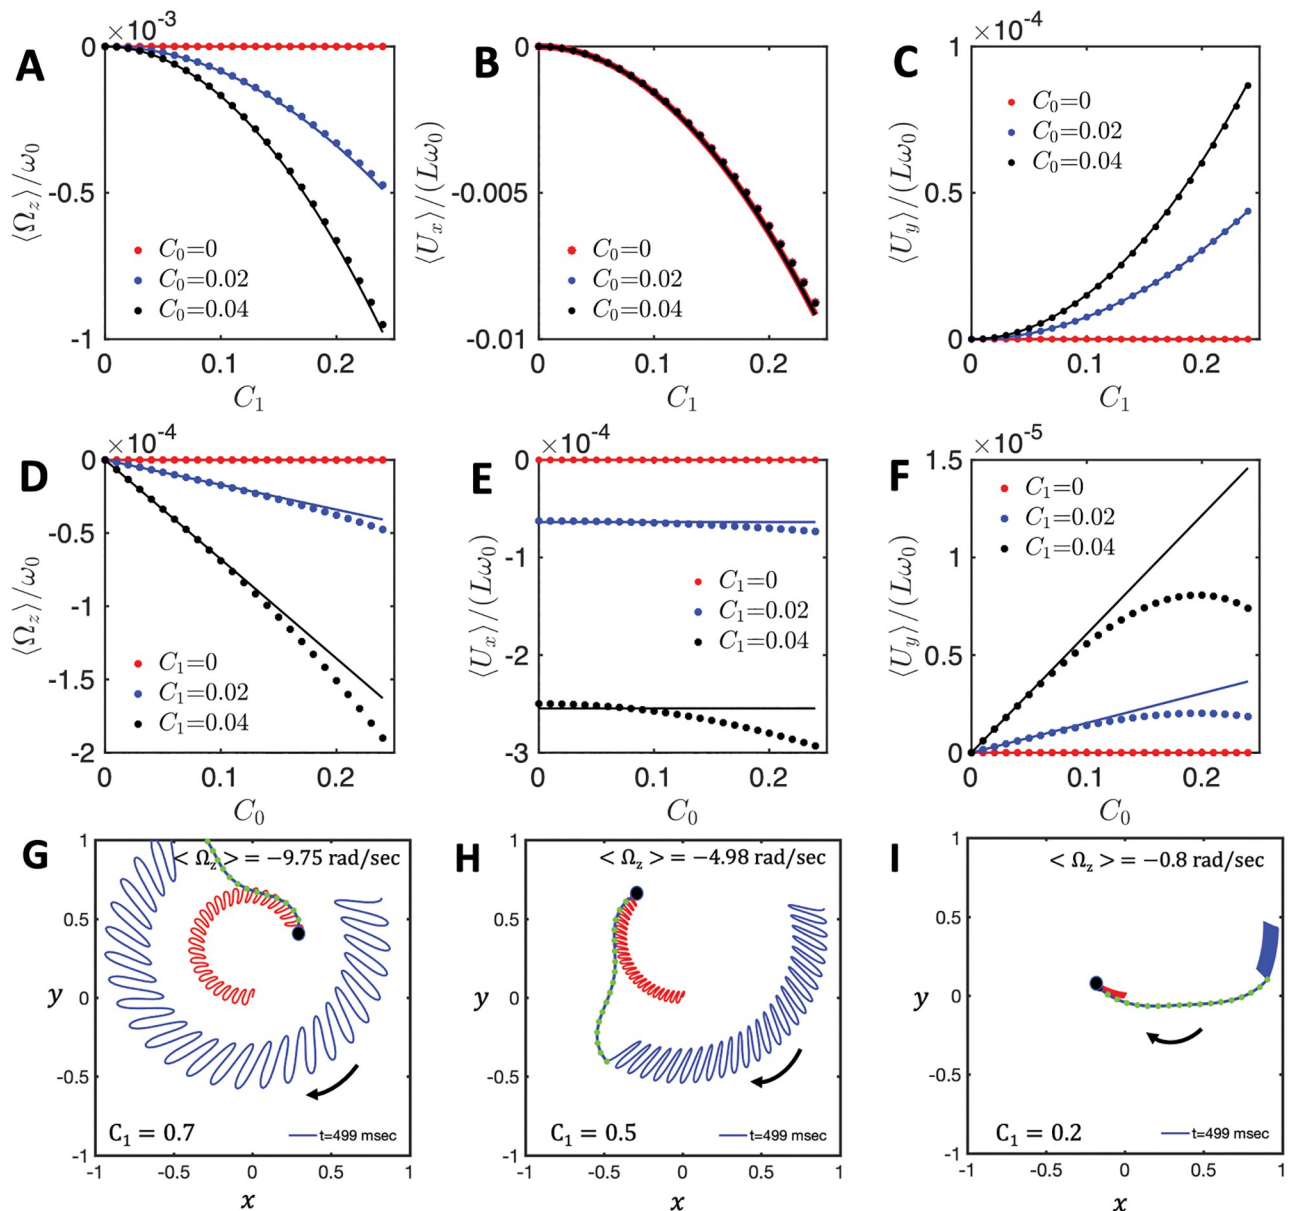 A
×10⁻³
0
-0.5
-1
0
0.1
0.2
⟨Ω_z⟩/ω₀
C₁
C₀=0
C₀=0.02
C₀=0.04
B
0
-0.005
-0.01
0
0.1
0.2
⟨U_x⟩/(Lω₀)
C₁
C₀=0
C₀=0.02
C₀=0.04
C
×10⁻⁴
1
0.5
0
0
0.1
0.2
⟨U_y⟩/(Lω₀)
C₁
C₀=0
C₀=0.02
C₀=0.04
D
×10⁻⁴
0
-0.5
-1
-1.5
-2
0
0.1
0.2
⟨Ω_z⟩/ω₀
C₀
C₁=0
C₁=0.02
C₁=0.04
E
×10⁻⁴
0
-1
-2
-3
0
0.1
0.2
⟨U_x⟩/(Lω₀)
C₀
C₁=0
C₁=0.02
C₁=0.04
F
×10⁻⁵
1.5
1
0.5
0
0
0.1
0.2
⟨U_y⟩/(Lω₀)
C₀
C₁=0
C₁=0.02
C₁=0.04
G
< Ω_z > = −9.75 rad/sec
1
0.5
0
-0.5
-1
y
C₁ = 0.7
t=499 msec
-1
-0.5
0
0.5
1
x
H
< Ω_z > = −4.98 rad/sec
1
0.5
0
-0.5
-1
y
C₁ = 0.5
t=499 msec
-1
-0.5
0
0.5
1
x
I
< Ω_z > = −0.8 rad/sec
1
0.5
0
-0.5
-1
y
C₁ = 0.2
t=499 msec
-1
-0.5
0
0.5
1
x